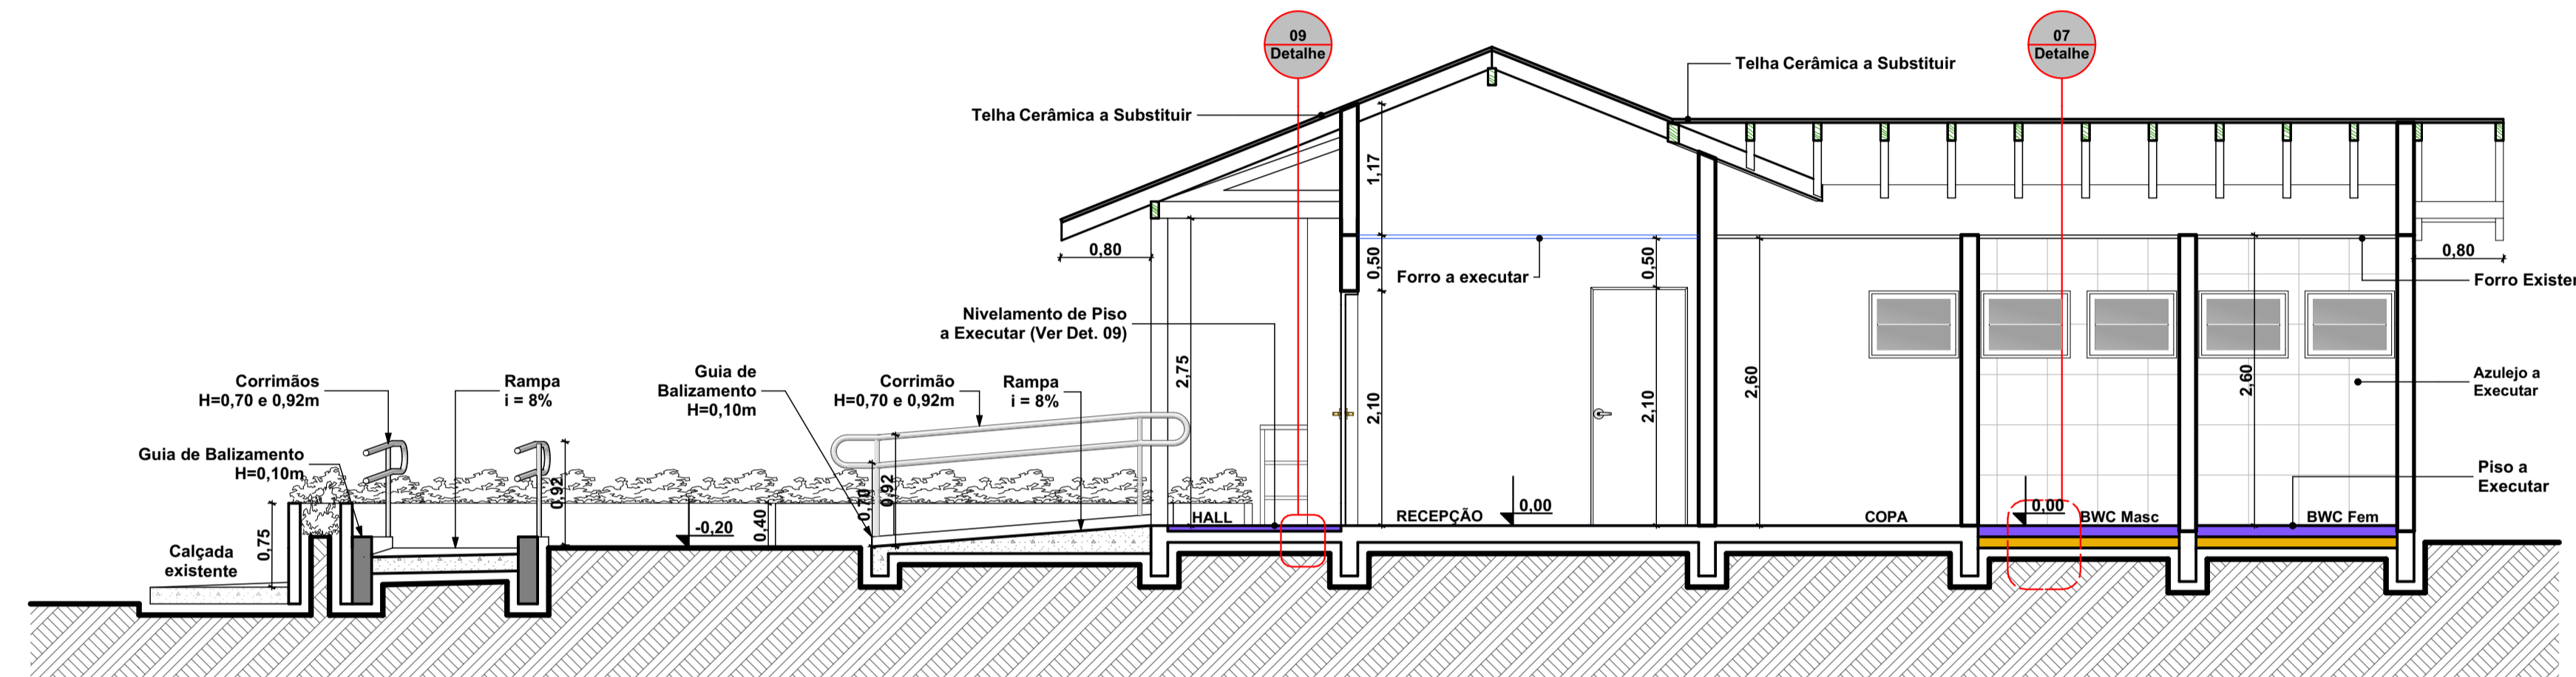 09
Detalhe
07
Detalhe
Telha Cerâmica a Substituir
Telha Cerâmica a Substituir
1,17
0,80
0,50
Forro a executar
0,50
0,80
Forro Existen
Nivelamento de Piso
a Executar (Ver Det. 09)
2,75
2,10
2,10
2,60
2,60
Azulejo a
Executar
Corrimãos
H=0,70 e 0,92m
Rampa
i = 8%
Guia de
Balizamento
H=0,10m
Corrimão
H=0,70 e 0,92m
Rampa
i = 8%
Guia de Balizamento
H=0,10m
0,92
0,70
0,92
Piso a
Executar
0,75
Calçada
existente
-0,20
0,40
HALL
RECEPÇÃO
0,00
COPA
0,00
BWC Masc
BWC Fem